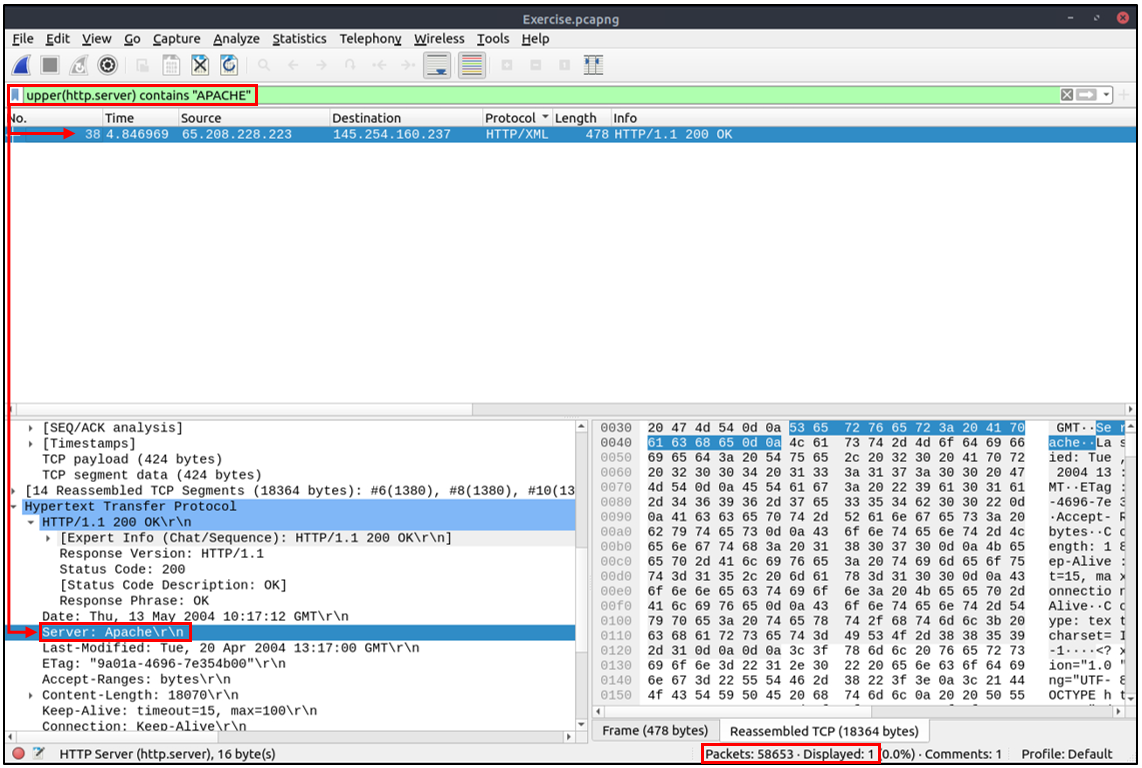 Exercise.pcapng
File Edit View Go Capture Analyze Statistics Telephony Wireless Tools Help
upper(http.server) contains "APACHE"
No. Time Source Destination Protocol Length Info
38 4.846969 65.208.228.223 145.254.160.237 HTTP/XML 478 HTTP/1.1 200 OK
[SEQ/ACK analysis]
[Timestamps]
TCP payload (424 bytes)
TCP segment data (424 bytes)
[14 Reassembled TCP Segments (18364 bytes): #6(1380), #8(1380), #10(13
Hypertext Transfer Protocol
HTTP/1.1 200 OK\r\n
[Expert Info (Chat/Sequence): HTTP/1.1 200 OK\r\n]
Response Version: HTTP/1.1
Status Code: 200
[Status Code Description: OK]
Response Phrase: OK
Date: Thu, 13 May 2004 10:17:12 GMT\r\n
Server: Apache\r\n
Last-Modified: Tue, 20 Apr 2004 13:17:00 GMT\r\n
ETag: "9a01a-4696-7e354b00"\r\n
Accept-Ranges: bytes\r\n
Content-Length: 18070\r\n
Keep-Alive: timeout=15, max=100\r\n
Connection: Keep-Alive\r\n
0030 20 47 4d 54 0d 0a 53 65 72 76 65 72 3a 20 41 70 GMT··Se r
0040 61 63 68 65 0d 0a 4c 61 73 74 2d 4d 6f 64 69 66 ache··La s
0050 69 65 64 3a 20 54 75 65 2c 20 32 30 20 41 70 72 ied: Tue ,
0060 20 32 30 30 34 20 31 33 3a 31 37 3a 30 30 20 47 2004 13 :
0070 4d 54 0d 0a 45 54 61 67 3a 20 22 39 61 30 31 61 MT··ETag :
0080 2d 34 36 39 36 2d 37 65 33 35 34 62 30 30 22 0d -4696-7e 3
0090 0a 41 63 63 65 70 74 2d 52 61 6e 67 65 73 3a 20 ·Accept- R
00a0 62 79 74 65 73 0d 0a 43 6f 6e 74 65 6e 74 2d 4c bytes··C o
00b0 65 6e 67 74 68 3a 20 31 38 30 37 30 0d 0a 4b 65 ength: 1 8
00c0 65 70 2d 41 6c 69 76 65 3a 20 74 69 6d 65 6f 75 ep-Alive :
00d0 74 3d 31 35 2c 20 6d 61 78 3d 31 30 30 0d 0a 43 t=15, ma x
00e0 6f 6e 6e 65 63 74 69 6f 6e 3a 20 4b 65 65 70 2d onnectio n
00f0 41 6c 69 76 65 0d 0a 43 6f 6e 74 65 6e 74 2d 54 Alive··C o
0100 79 70 65 3a 20 74 65 78 74 2f 68 74 6d 6c 3b 20 ype: tex t
0110 63 68 61 72 73 65 74 3d 49 53 4f 2d 38 38 35 39 charset= I
0120 2d 31 0d 0a 0d 0a 3c 3f 78 6d 6c 20 76 65 72 73 -1····<? x
0130 69 6f 6e 3d 22 31 2e 30 22 20 65 6e 63 6f 64 69 ion="1.0 "
0140 6e 67 3d 22 55 54 46 2d 38 22 3f 3e 0a 3c 21 44 ng="UTF- 8
0150 4f 43 54 59 50 45 20 68 74 6d 6c 0a 20 20 50 55 OCTYPE h t
Frame (478 bytes) Reassembled TCP (18364 bytes)
HTTP Server (http.server), 16 byte(s) Packets: 58653 · Displayed: 1 (0.0%) · Comments: 1 Profile: Default